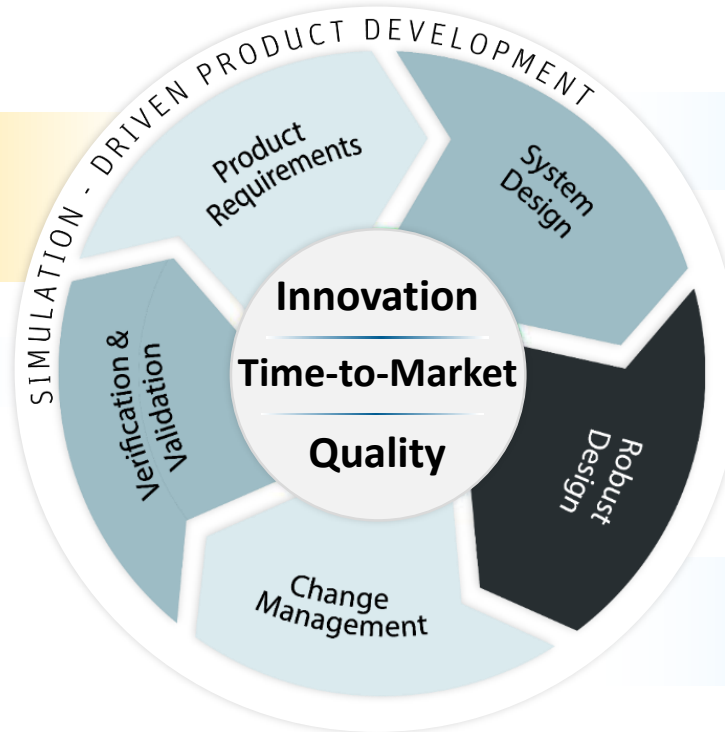 SIMULATION - DRIVEN PRODUCT DEVELOPMENT
Product
Requirements
System
Design
Robust
Design
Change
Management
Verification &
Validation
Innovation
Time-to-Market
Quality